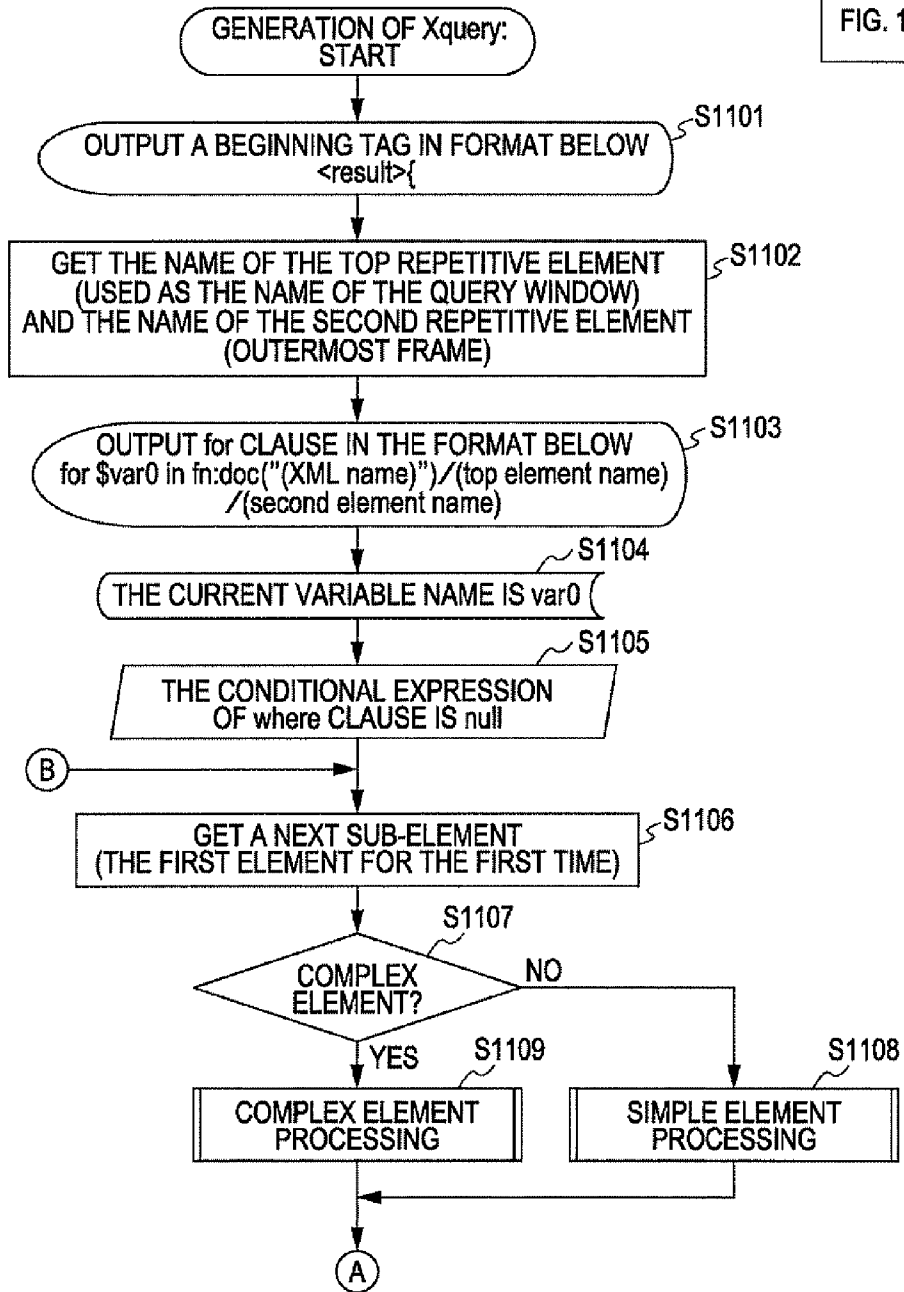 GENERATION OF Xquery:
START
FIG. 1
S1101
OUTPUT A BEGINNING TAG IN FORMAT BELOW
<result>{
S1102
GET THE NAME OF THE TOP REPETITIVE ELEMENT
(USED AS THE NAME OF THE QUERY WINDOW)
AND THE NAME OF THE SECOND REPETITIVE ELEMENT
(OUTERMOST FRAME)
S1103
OUTPUT for CLAUSE IN THE FORMAT BELOW
for $var0 in fn:doc("(XML name)")/(top element name)
/(second element name)
S1104
THE CURRENT VARIABLE NAME IS var0
S1105
THE CONDITIONAL EXPRESSION
OF where CLAUSE IS null
B
S1106
GET A NEXT SUB-ELEMENT
(THE FIRST ELEMENT FOR THE FIRST TIME)
S1107
COMPLEX
ELEMENT?
NO
YES
S1109
S1108
COMPLEX ELEMENT
PROCESSING
SIMPLE ELEMENT
PROCESSING
A